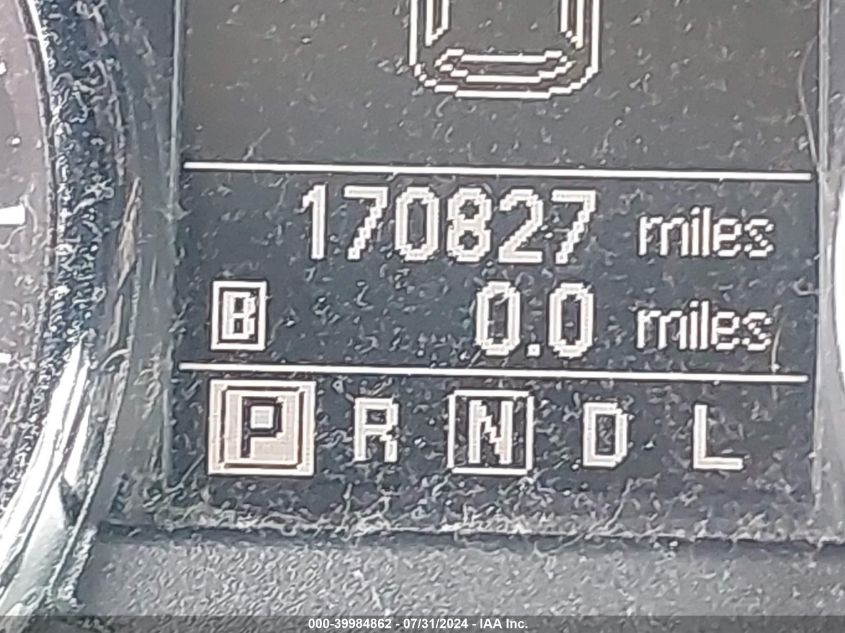 170827 miles
B 0.0 miles
P R N D L
000-39984862 - 07/31/2024 - IAA Inc.